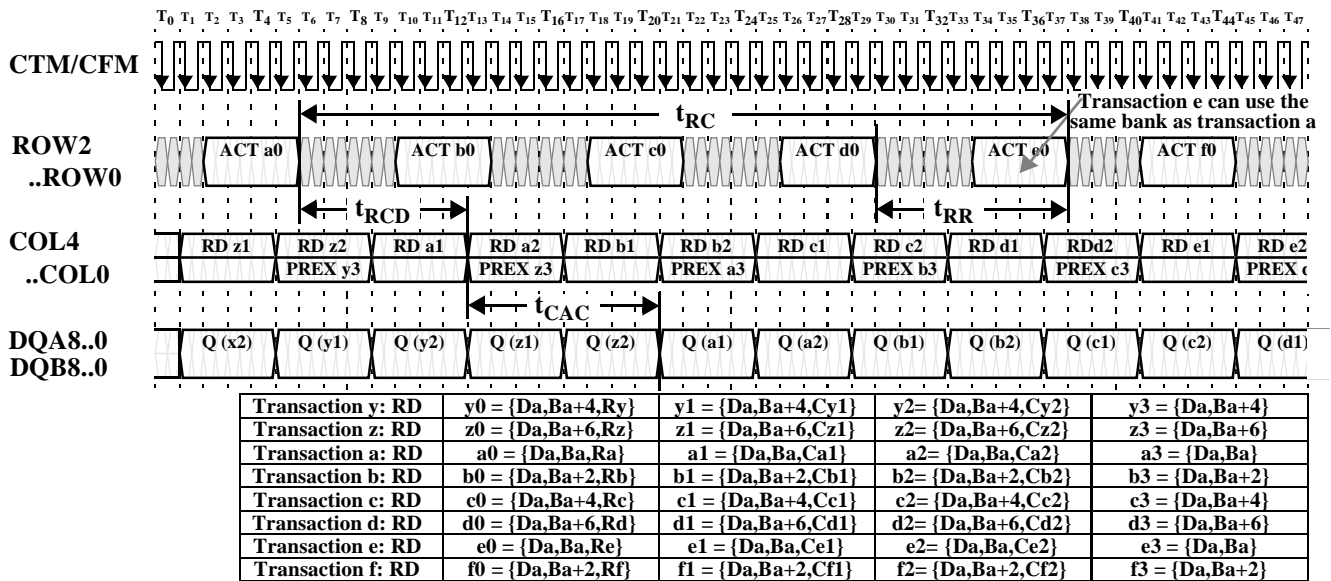 T0 T1 T2 T3 T4 T5 T6 T7 T8 T9 T10 T11 T12 T13 T14 T15 T16 T17 T18 T19 T20 T21 T22 T23 T24 T25 T26 T27 T28 T29 T30 T31 T32 T33 T34 T35 T36 T37 T38 T39 T40 T41 T42 T43 T44 T45 T46 T47
CTM/CFM
Transaction e can use the
same bank as transaction a
tRC
ROW2
..ROW0
ACT a0 ACT b0 ACT c0 ACT d0 ACT e0 ACT f0
tRCD tRR
COL4
..COL0
RD z1 RD z2 RD a1 RD a2 RD b1 RD b2 RD c1 RD c2 RD d1 RDd2 RD e1 RD e2
PREX y3 PREX z3 PREX a3 PREX b3 PREX c3 PREX
tCAC
DQA8..0
DQB8..0
Q (x2) Q (y1) Q (y2) Q (z1) Q (z2) Q (a1) Q (a2) Q (b1) Q (b2) Q (c1) Q (c2) Q (d1)
Transaction y: RD y0 = {Da,Ba+4,Ry} y1 = {Da,Ba+4,Cy1} y2= {Da,Ba+4,Cy2} y3 = {Da,Ba+4}
Transaction z: RD z0 = {Da,Ba+6,Rz} z1 = {Da,Ba+6,Cz1} z2= {Da,Ba+6,Cz2} z3 = {Da,Ba+6}
Transaction a: RD a0 = {Da,Ba,Ra} a1 = {Da,Ba,Ca1} a2= {Da,Ba,Ca2} a3 = {Da,Ba}
Transaction b: RD b0 = {Da,Ba+2,Rb} b1 = {Da,Ba+2,Cb1} b2= {Da,Ba+2,Cb2} b3 = {Da,Ba+2}
Transaction c: RD c0 = {Da,Ba+4,Rc} c1 = {Da,Ba+4,Cc1} c2= {Da,Ba+4,Cc2} c3 = {Da,Ba+4}
Transaction d: RD d0 = {Da,Ba+6,Rd} d1 = {Da,Ba+6,Cd1} d2= {Da,Ba+6,Cd2} d3 = {Da,Ba+6}
Transaction e: RD e0 = {Da,Ba,Re} e1 = {Da,Ba,Ce1} e2= {Da,Ba,Ce2} e3 = {Da,Ba}
Transaction f: RD f0 = {Da,Ba+2,Rf} f1 = {Da,Ba+2,Cf1} f2= {Da,Ba+2,Cf2} f3 = {Da,Ba+2}